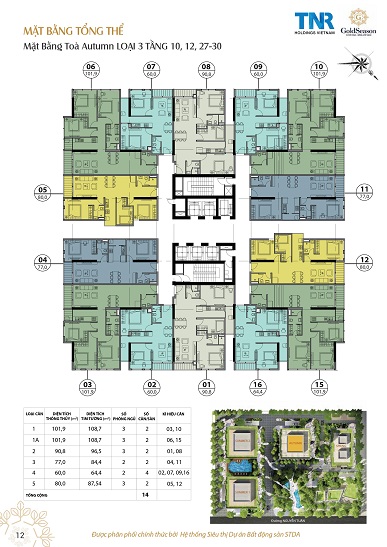 MẶT BẰNG TỔNG THỂ
Mặt Bằng Toà Autumn LOẠI 3 TẦNG 10, 12, 27-30
TNR
HOLDINGS VIETNAM
GoldSeason
06
101,9
07
60,0
08
90,8
09
60,0
10
101,9
05
80,0
11
77,0
04
77,0
12
80,0
03
101,9
02
60,0
01
90,8
16
64,4
15
101,9
LOẠI CĂN DIỆN TÍCH THÔNG THUỶ (m²) DIỆN TÍCH TIM TƯỜNG (m²) SỐ PHÒNG NGỦ SỐ CĂN/SÀN KÍ HIỆU CĂN
1 101,9 108,7 3 2 03, 10
1A 101,9 108,7 3 2 06, 15
2 90,8 96,5 3 2 01, 08
3 77,0 84,4 2 2 04, 11
4 60,0 64,4 2 4 02, 07, 09,16
5 80,0 87,54 3 2 05, 12
TỔNG CỘNG 14
Đường NGUYỄN TUÂN
12
Được phân phối chính thức bởi Hệ thống Siêu thị Dự án Bất động sản STDA